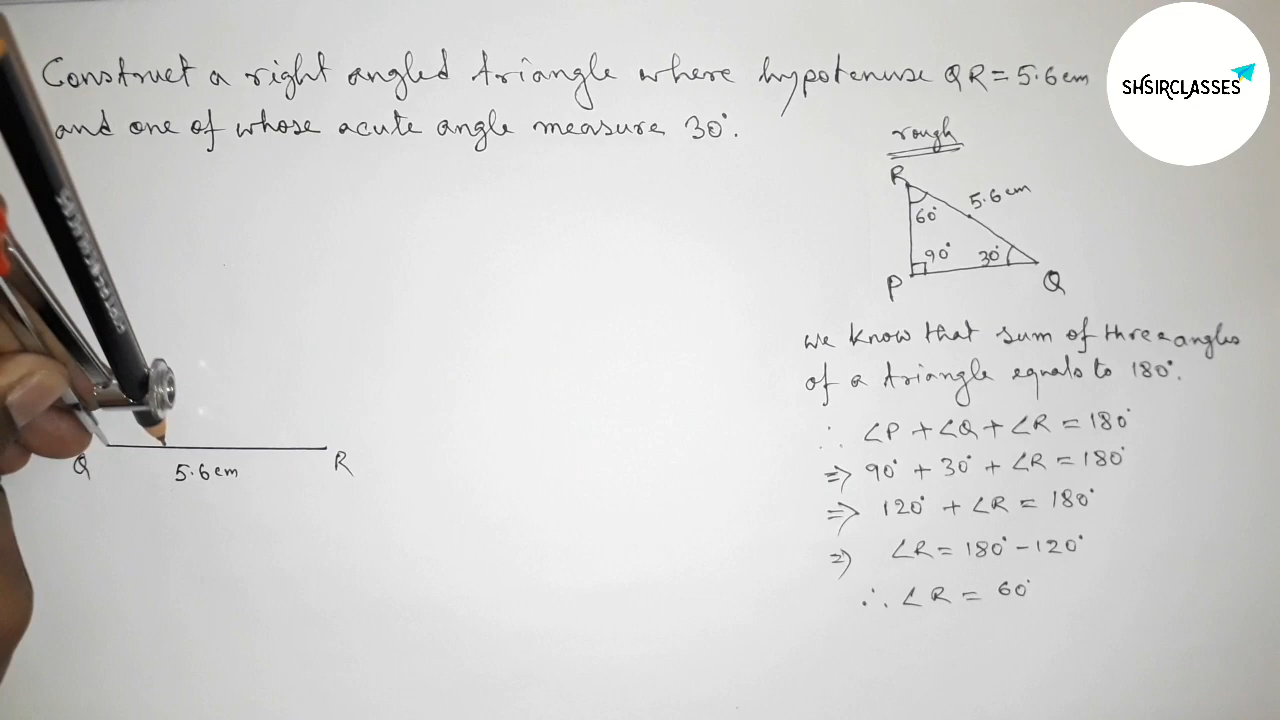 Construct a right angled triangle where hypotenuse QR = 5.6 cm
and one of whose acute angle measure 30°.
SHSIRCLASSES
rough
R
5.6 cm
60°
90°
30°
P
Q
we know that sum of three angles
of a triangle equals to 180°.
∴ ∠P + ∠Q + ∠R = 180°
⇒ 90° + 30° + ∠R = 180°
⇒ 120° + ∠R = 180°
⇒ ∠R = 180° - 120°
∴ ∠R = 60°
Q
5.6 cm
R